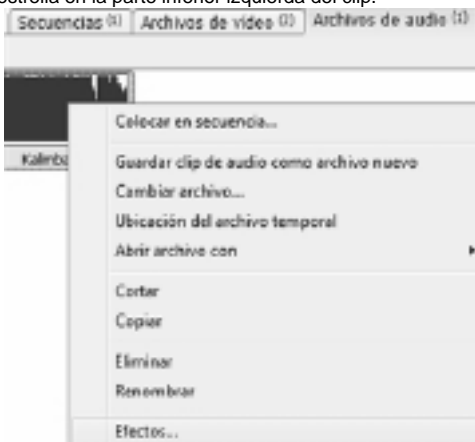 estrella en la parte inferior izquierda del clip.
Secuencias (1) Archivos de vídeo (2) Archivos de audio (1)
Colocar en secuencia...
Kalimba
Guardar clip de audio como archivo nuevo
Cambiar archivo...
Ubicación del archivo temporal
Abrir archivo con
Cortar
Copiar
Eliminar
Renombrar
Efectos...